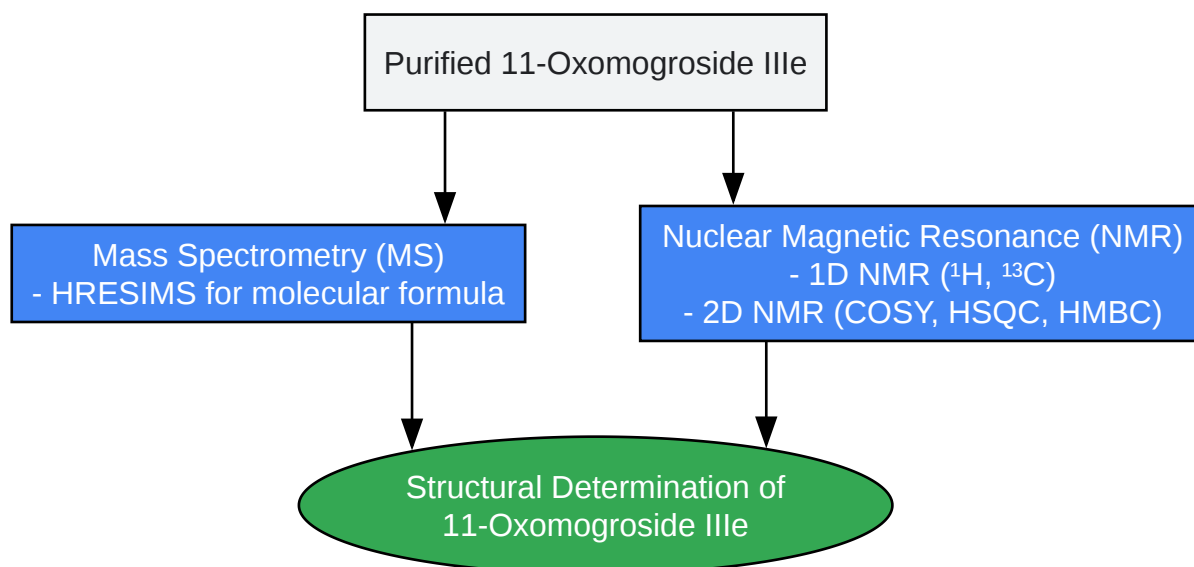 Purified 11-Oxomogroside IIIe
Mass Spectrometry (MS)
- HRESIMS for molecular formula
Nuclear Magnetic Resonance (NMR)
- 1D NMR (¹H, ¹³C)
- 2D NMR (COSY, HSQC, HMBC)
Structural Determination of
11-Oxomogroside IIIe